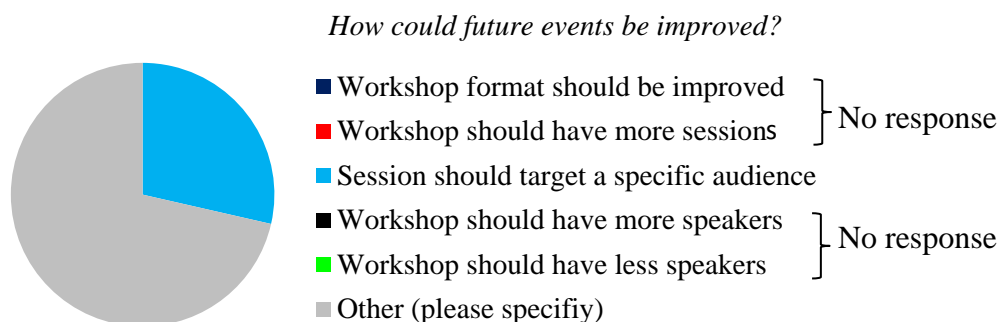 How could future events be improved?
Workshop format should be improved
Workshop should have more sessions
No response
Session should target a specific audience
Workshop should have more speakers
Workshop should have less speakers
No response
Other (please specifiy)